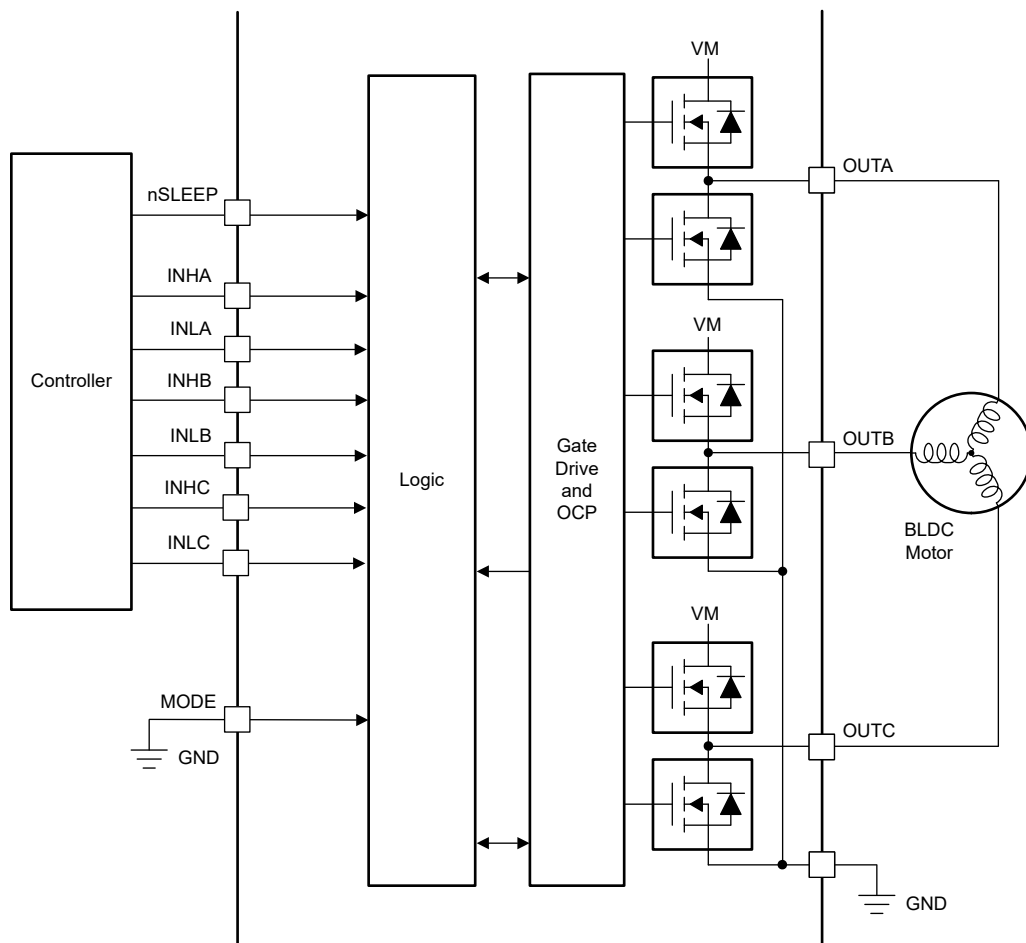 VM
OUTA
nSLEEP
INHA
INLA
INHB
INLB
INHC
INLC
Controller
Logic
Gate
Drive
and
OCP
VM
OUTB
BLDC
Motor
VM
MODE
GND
OUTC
GND